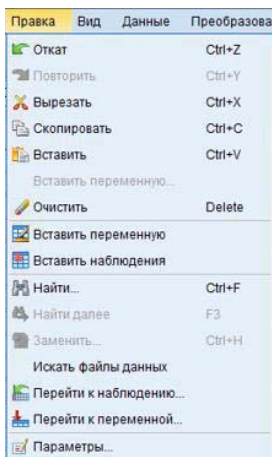 Правка Вид Данные Преобразова
Откат Ctrl+Z
Повторить Ctrl+Y
Вырезать Ctrl+X
Скопировать Ctrl+C
Вставить Ctrl+V
Вставить переменную...
Очистить Delete
Вставить переменную
Вставить наблюдения
Найти... Ctrl+F
Найти далее F3
Заменить... Ctrl+H
Искать файлы данных
Перейти к наблюдению...
Перейти к переменной...
Параметры...